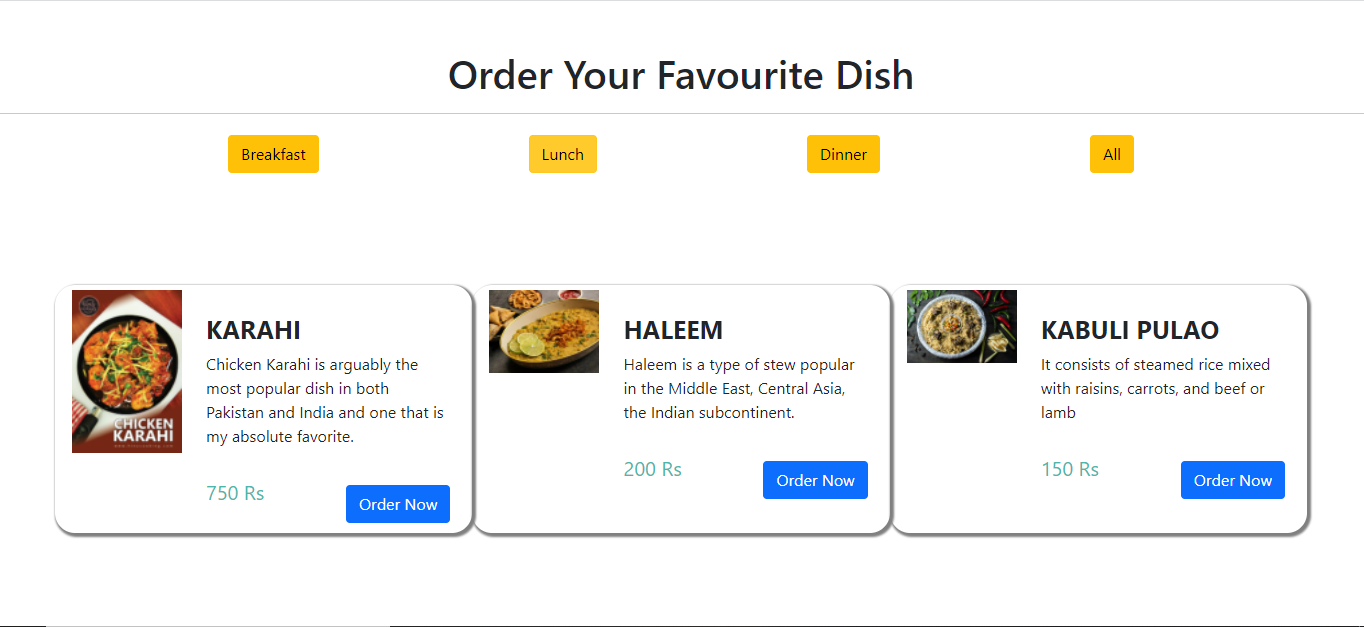 Order Your Favourite Dish
Breakfast
Lunch
Dinner
All
CHICKEN
KARAHI
KARAHI
Chicken Karahi is arguably the
most popular dish in both
Pakistan and India and one that is
my absolute favorite.
750 Rs
Order Now
HALEEM
Haleem is a type of stew popular
in the Middle East, Central Asia,
the Indian subcontinent.
200 Rs
Order Now
KABULI PULAO
It consists of steamed rice mixed
with raisins, carrots, and beef or
lamb
150 Rs
Order Now